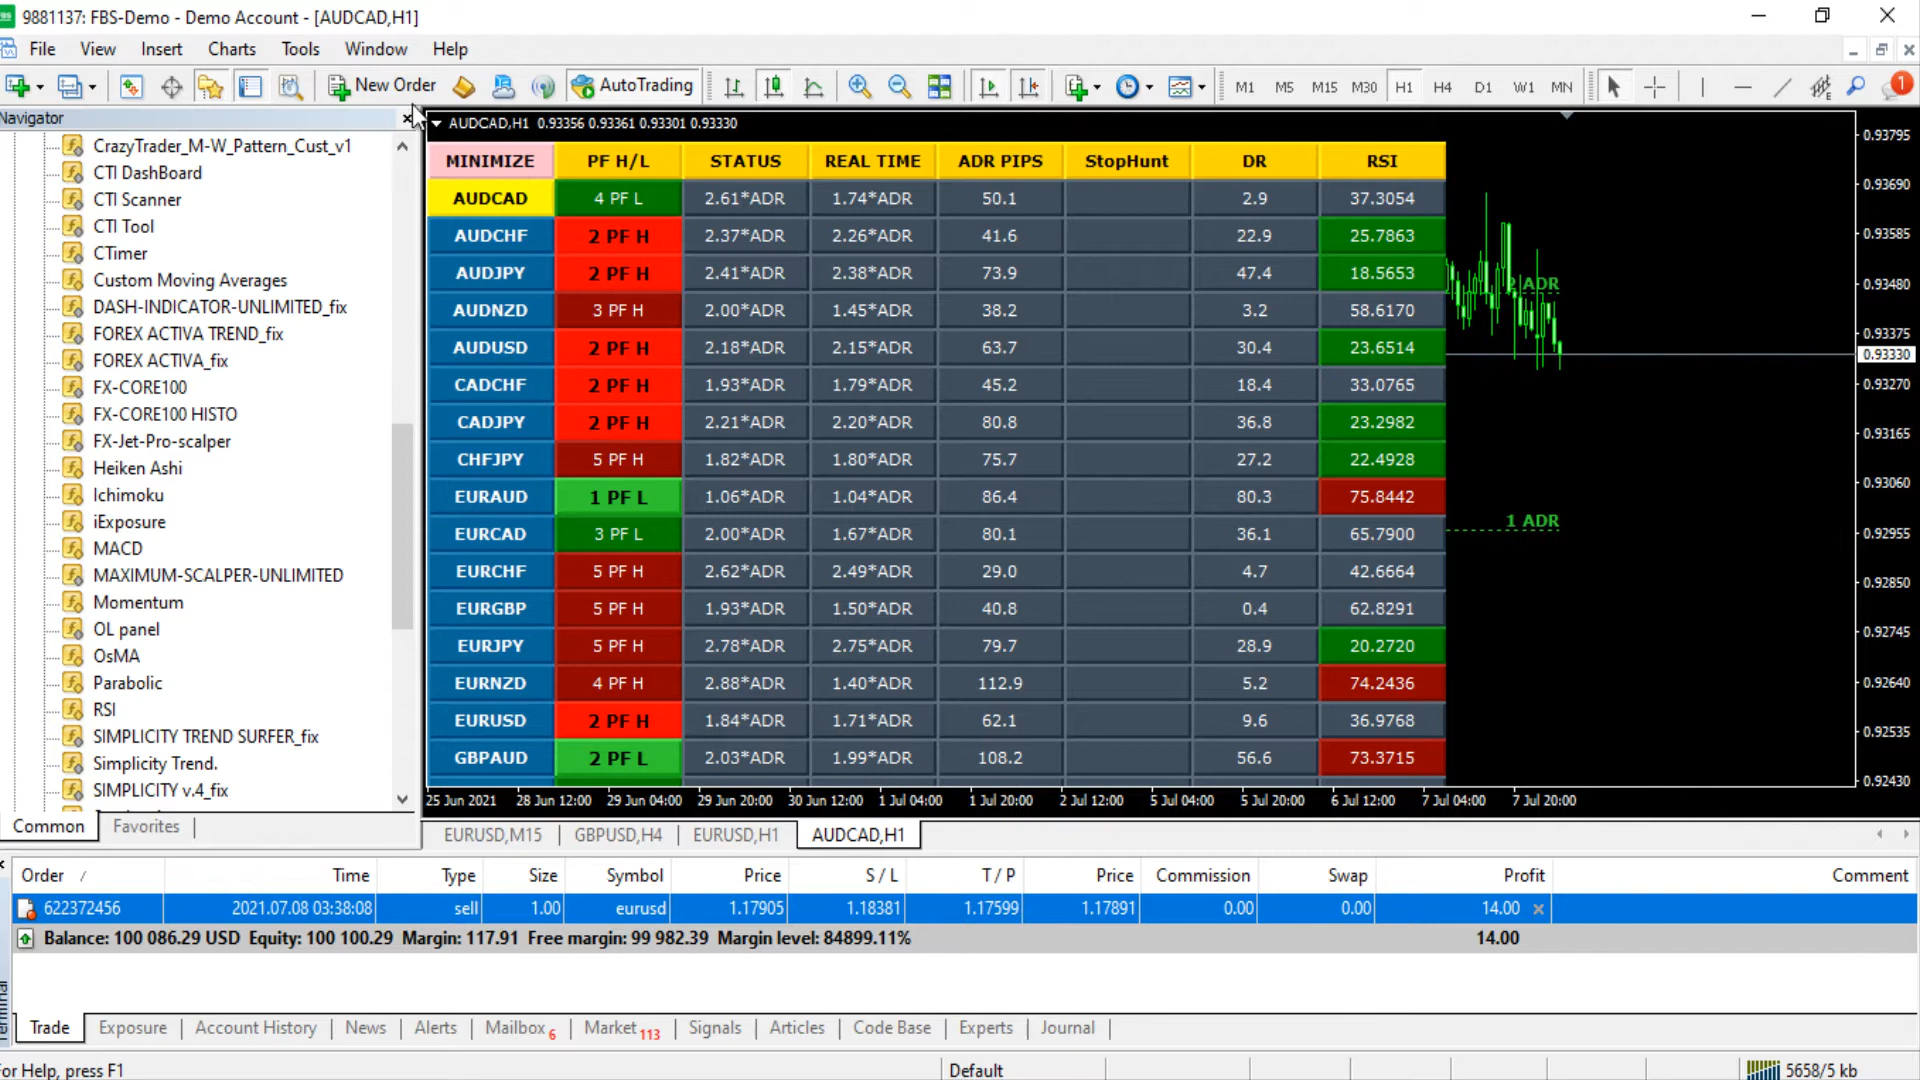 9881137: FBS-Demo - Demo Account - [AUDCAD,H1]
File View Insert Charts Tools Window Help
New Order AutoTrading M1 M5 M15 M30 H1 H4 D1 W1 MN 1
Navigator
CrazyTrader_M-W_Pattern_Cust_v1
CTI DashBoard
CTI Scanner
CTI Tool
CTimer
Custom Moving Averages
DASH-INDICATOR-UNLIMITED_fix
FOREX ACTIVA TREND_fix
FOREX ACTIVA_fix
FX-CORE100
FX-CORE100 HISTO
FX-Jet-Pro-scalper
Heiken Ashi
Ichimoku
iExposure
MACD
MAXIMUM-SCALPER-UNLIMITED
Momentum
OL panel
OsMA
Parabolic
RSI
SIMPLICITY TREND SURFER_fix
Simplicity Trend.
SIMPLICITY v.4_fix
Common Favorites
AUDCAD,H1 0.93356 0.93361 0.93301 0.93330
MINIMIZE PF H/L STATUS REAL TIME ADR PIPS StopHunt DR RSI
AUDCAD 4 PF L 2.61*ADR 1.74*ADR 50.1 2.9 37.3054
AUDCHF 2 PF H 2.37*ADR 2.26*ADR 41.6 22.9 25.7863
AUDJPY 2 PF H 2.41*ADR 2.38*ADR 73.9 47.4 18.5653
AUDNZD 3 PF H 2.00*ADR 1.45*ADR 38.2 3.2 58.6170
AUDUSD 2 PF H 2.18*ADR 2.15*ADR 63.7 30.4 23.6514
CADCHF 2 PF H 1.93*ADR 1.79*ADR 45.2 18.4 33.0765
CADJPY 2 PF H 2.21*ADR 2.20*ADR 80.8 36.8 23.2982
CHFJPY 5 PF H 1.82*ADR 1.80*ADR 75.7 27.2 22.4928
EURAUD 1 PF L 1.06*ADR 1.04*ADR 86.4 80.3 75.8442
EURCAD 3 PF L 2.00*ADR 1.67*ADR 80.1 36.1 65.7900
EURCHF 5 PF H 2.62*ADR 2.49*ADR 29.0 4.7 42.6664
EURGBP 5 PF H 1.93*ADR 1.50*ADR 40.8 0.4 62.8291
EURJPY 5 PF H 2.78*ADR 2.75*ADR 79.7 28.9 20.2720
EURNZD 4 PF H 2.88*ADR 1.40*ADR 112.9 5.2 74.2436
EURUSD 2 PF H 1.84*ADR 1.71*ADR 62.1 9.6 36.9768
GBPAUD 2 PF L 2.03*ADR 1.99*ADR 108.2 56.6 73.3715
ADR
1 ADR
0.93795
0.93690
0.93585
0.93480
0.93375
0.93330
0.93270
0.93165
0.93060
0.92955
0.92850
0.92745
0.92640
0.92535
0.92430
25 Jun 2021 28 Jun 12:00 29 Jun 04:00 29 Jun 20:00 30 Jun 12:00 1 Jul 04:00 1 Jul 20:00 2 Jul 12:00 5 Jul 04:00 5 Jul 20:00 6 Jul 12:00 7 Jul 04:00 7 Jul 20:00
EURUSD,M15 GBPUSD,H4 EURUSD,H1 AUDCAD,H1
Order / Time Type Size Symbol Price S / L T / P Price Commission Swap Profit Comment
622372456 2021.07.08 03:38:08 sell 1.00 eurusd 1.17905 1.18381 1.17599 1.17891 0.00 0.00 14.00
Balance: 100 086.29 USD Equity: 100 100.29 Margin: 117.91 Free margin: 99 982.39 Margin level: 84899.11% 14.00
Trade Exposure Account History News Alerts Mailbox 6 Market 113 Signals Articles Code Base Experts Journal
For Help, press F1 Default 5658/5 kb